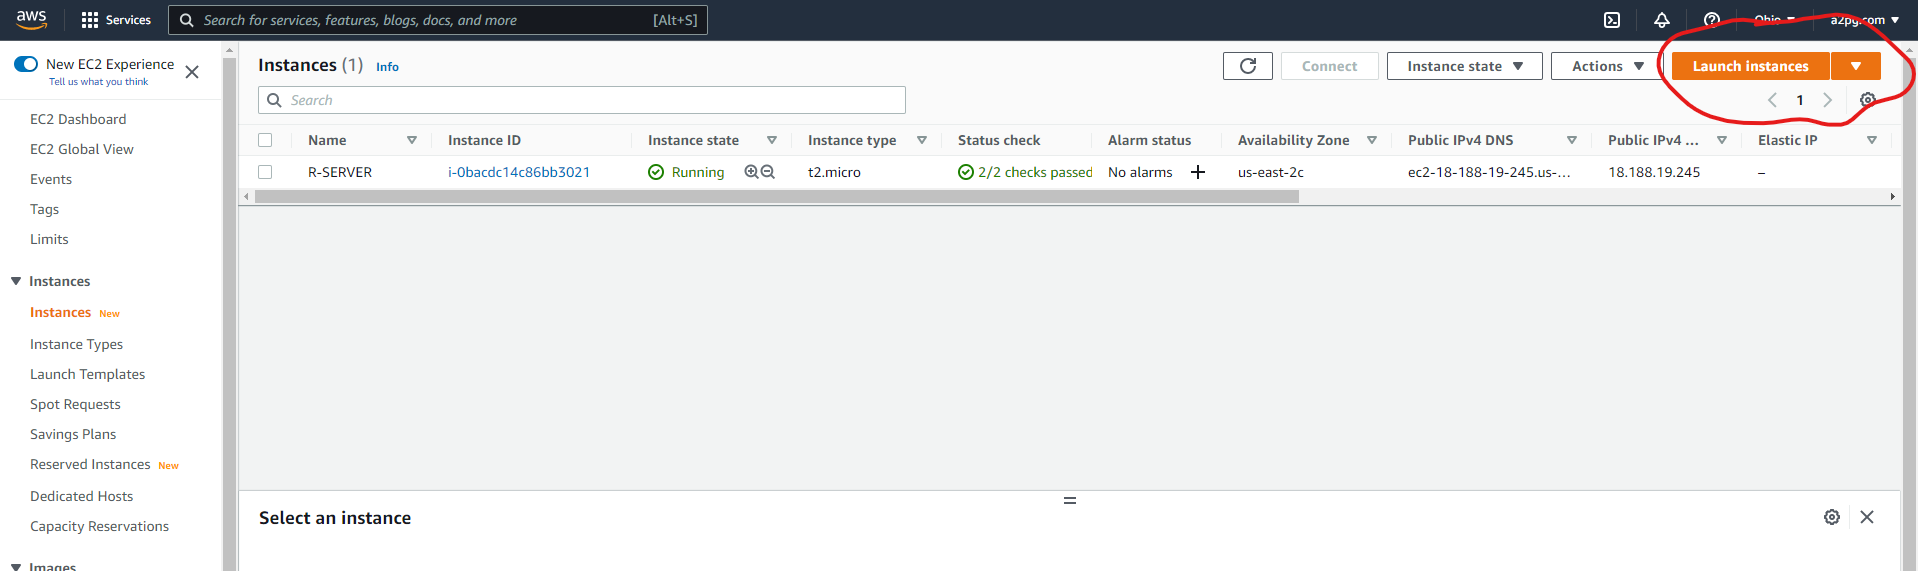 aws Services Search for services, features, blogs, docs, and more [Alt+S] Ohio a2pg.com
New EC2 Experience
Tell us what you think
EC2 Dashboard
EC2 Global View
Events
Tags
Limits
Instances
Instances New
Instance Types
Launch Templates
Spot Requests
Savings Plans
Reserved Instances New
Dedicated Hosts
Capacity Reservations
Images
Instances (1) Info Connect Instance state Actions Launch instances
Search 1
Name Instance ID Instance state Instance type Status check Alarm status Availability Zone Public IPv4 DNS Public IPv4 ... Elastic IP
R-SERVER i-0bacdc14c86bb3021 Running t2.micro 2/2 checks passed No alarms + us-east-2c ec2-18-188-19-245.us-... 18.188.19.245 –
Select an instance